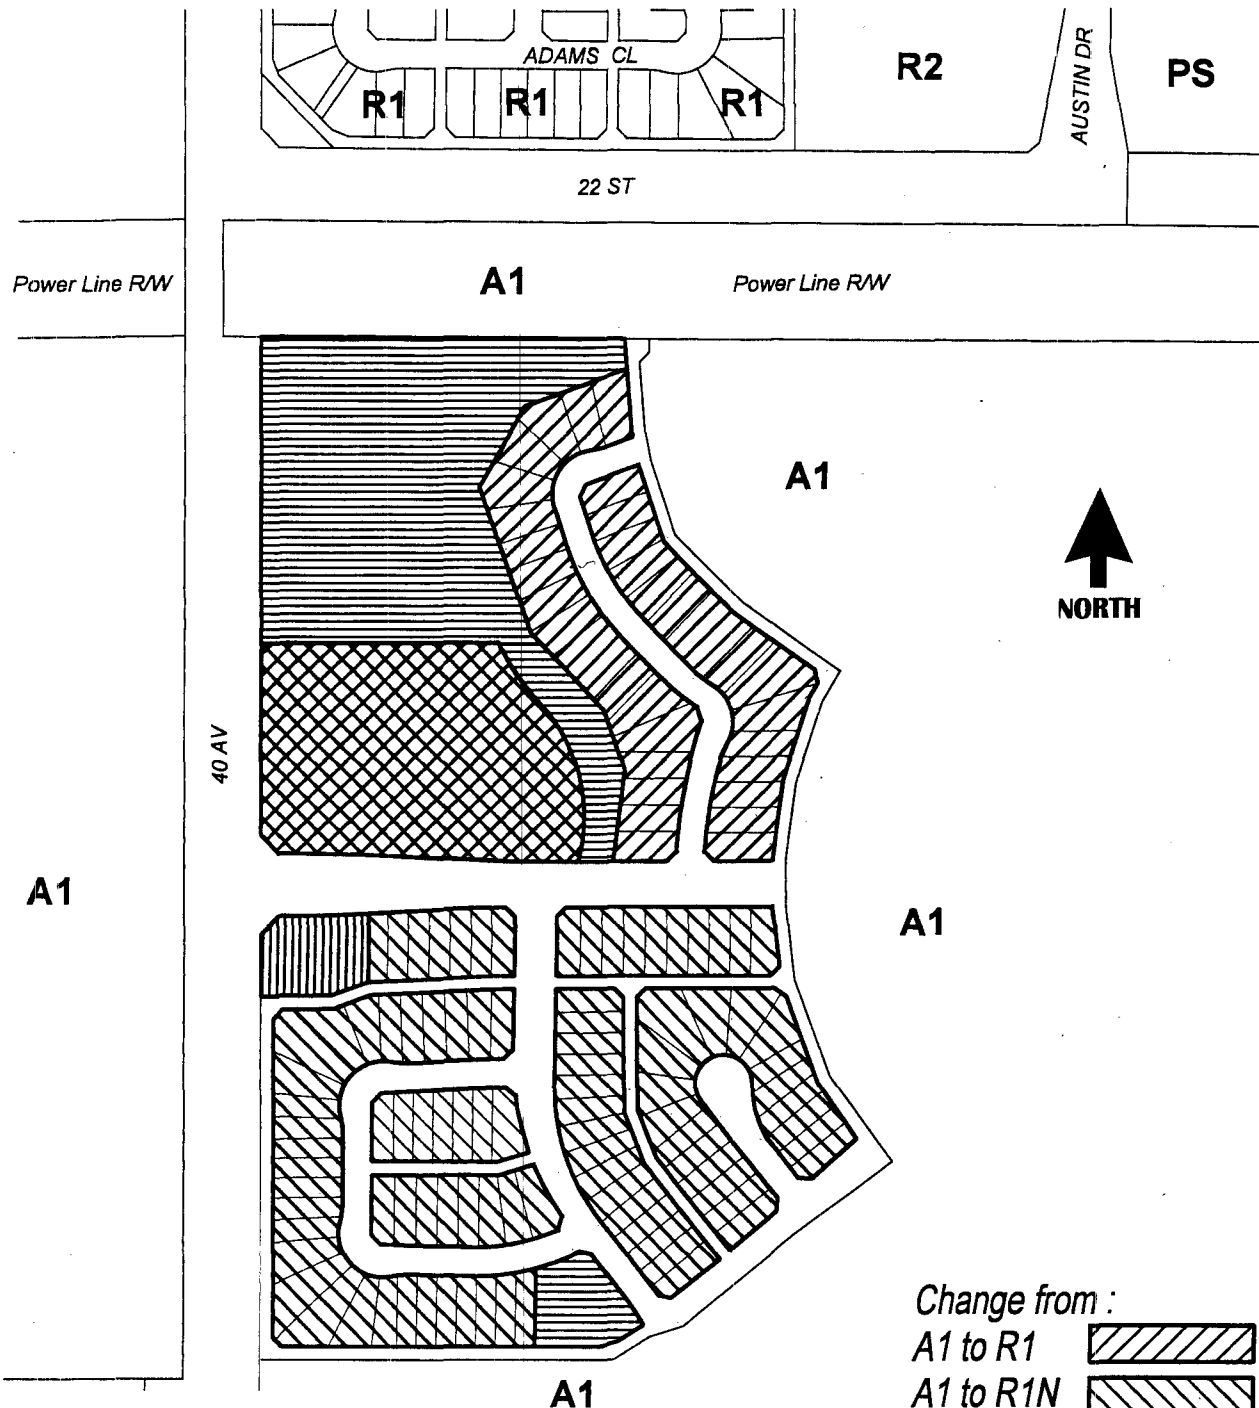 ADAMS CL
R1
R1
R1
R2
AUSTIN DR
PS
22 ST
Power Line R/W
A1
Power Line R/W
A1
NORTH
40 AV
A1
A1
Change from :
A1 to R1
A1 to R1N
A1